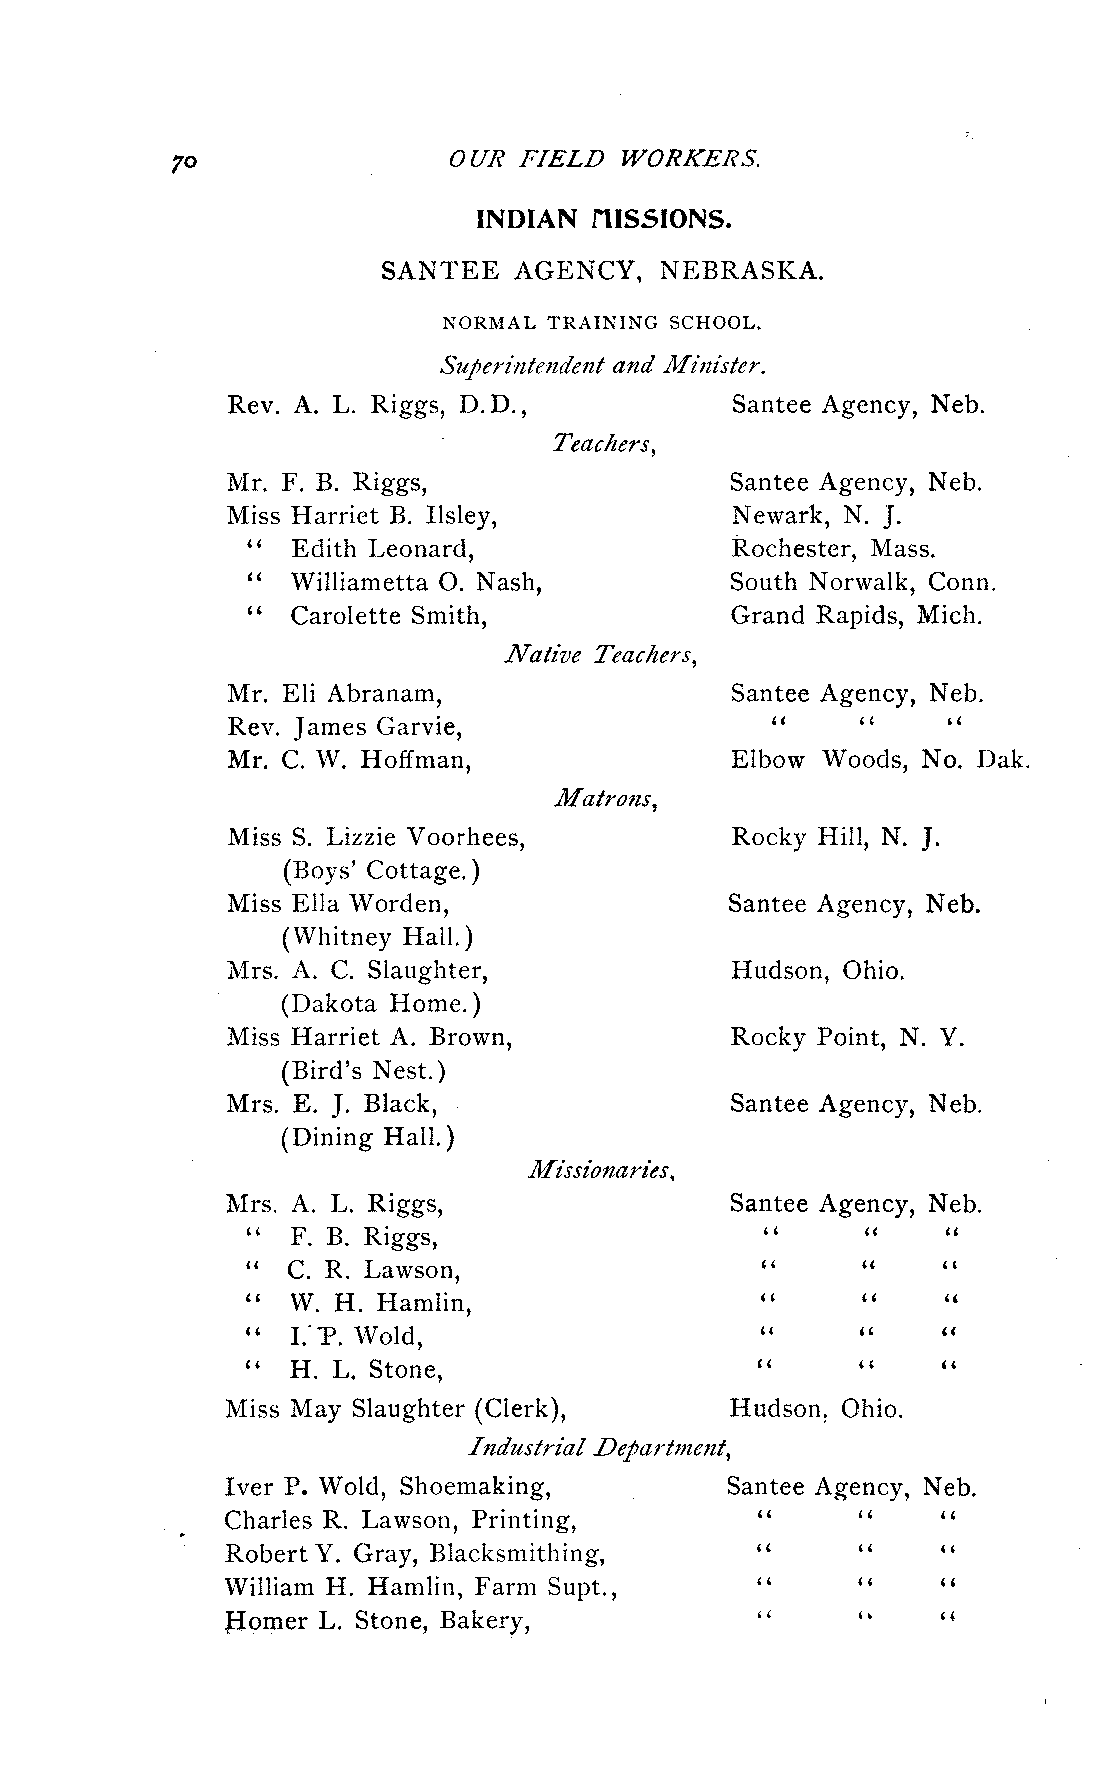 70 OUR FIELD WORKERS.
INDIAN MISSIONS.
SANTEE AGENCY, NEBRASKA.
NORMAL TRAINING SCHOOL.
Superintendent and Minister.
Rev. A. L. Riggs, D.D., Santee Agency, Neb.
Teachers,
Mr. F. B. Riggs, Santee Agency, Neb.
Miss Harriet B. Ilsley, Newark, N. J.
“ Edith Leonard, Rochester, Mass.
“ Williametta O. Nash, South Norwalk, Conn.
“ Carolette Smith, Grand Rapids, Mich.
Native Teachers,
Mr. Eli Abranam, Santee Agency, Neb.
Rev. James Garvie, “ “ “
Mr. C. W. Hoffman, Elbow Woods, No. Dak.
Matrons,
Miss S. Lizzie Voorhees, Rocky Hill, N. J.
(Boys' Cottage.)
Miss Ella Worden, Santee Agency, Neb.
(Whitney Hall.)
Mrs. A. C. Slaughter, Hudson, Ohio.
(Dakota Home.)
Miss Harriet A. Brown, Rocky Point, N. Y.
(Bird's Nest.)
Mrs. E. J. Black, Santee Agency, Neb.
(Dining Hall.)
Missionaries,
Mrs. A. L. Riggs, Santee Agency, Neb.
“ F. B. Riggs, “ “ “
“ C. R. Lawson, “ “ “
“ W. H. Hamlin, “ “ “
“ I. P. Wold, “ “ “
“ H. L. Stone, “ “ “
Miss May Slaughter (Clerk), Hudson, Ohio.
Industrial Department,
Iver P. Wold, Shoemaking, Santee Agency, Neb.
Charles R. Lawson, Printing, “ “ “
Robert Y. Gray, Blacksmithing, “ “ “
William H. Hamlin, Farm Supt., “ “ “
Homer L. Stone, Bakery, “ “ “